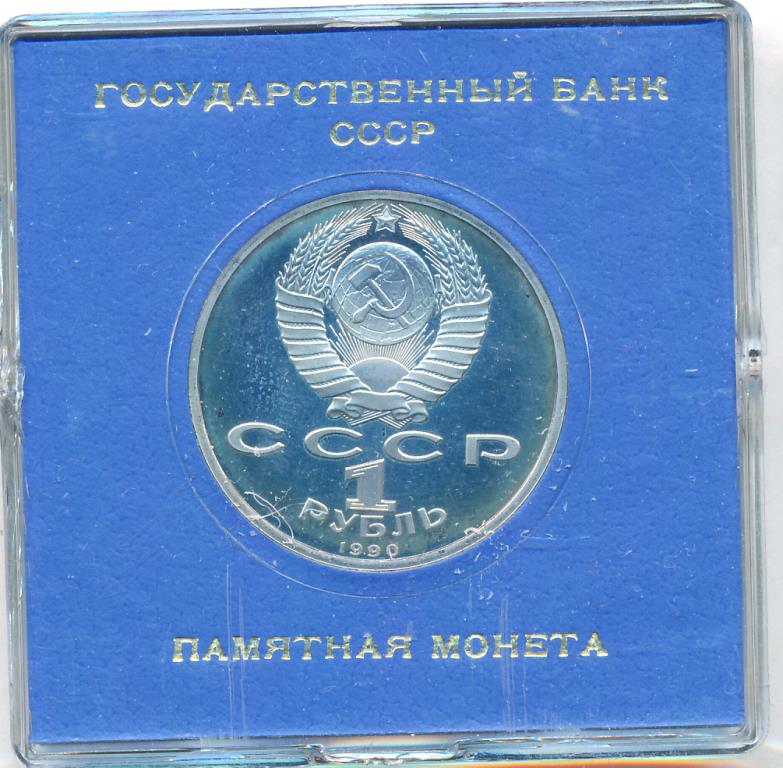 ГОСУДАРСТВЕННЫЙ БАНК
СССР
СССР
1
РУБЛЬ
1990
ПАМЯТНАЯ МОНЕТА